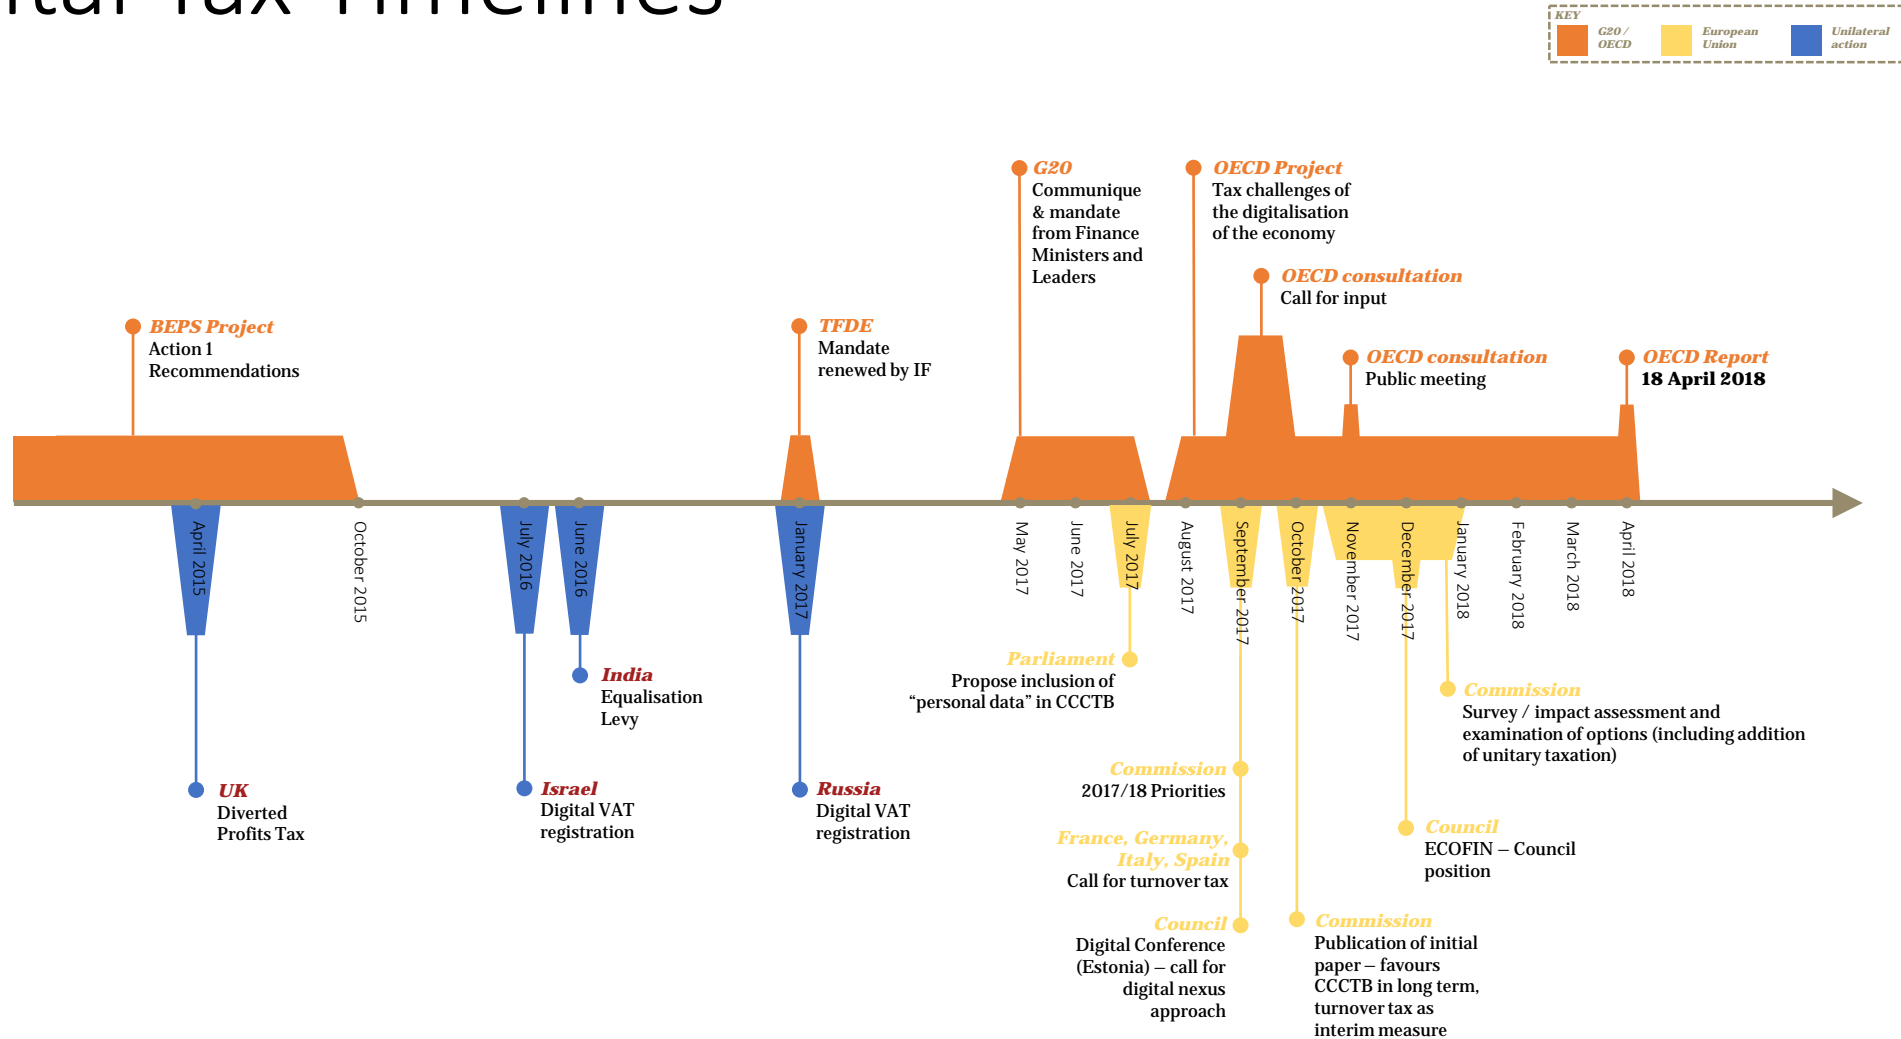 ital Tax Timelines
KEY
G20 /
OECD
European
Union
Unilateral
action
G20
Communique
& mandate
from Finance
Ministers and
Leaders
OECD Project
Tax challenges of
the digitalisation
of the economy
OECD consultation
Call for input
BEPS Project
Action 1
Recommendations
TFDE
Mandate
renewed by IF
OECD consultation
Public meeting
OECD Report
18 April 2018
April 2015
October 2015
July 2016
June 2016
January 2017
May 2017
June 2017
July 2017
August 2017
September 2017
October 2017
November 2017
December 2017
January 2018
February 2018
March 2018
April 2018
India
Equalisation
Levy
UK
Diverted
Profits Tax
Israel
Digital VAT
registration
Russia
Digital VAT
registration
Parliament
Propose inclusion of
“personal data” in CCCTB
Commission
2017/18 Priorities
France, Germany,
Italy, Spain
Call for turnover tax
Council
Digital Conference
(Estonia) – call for
digital nexus
approach
Commission
Publication of initial
paper – favours
CCCTB in long term,
turnover tax as
interim measure
Commission
Survey / impact assessment and
examination of options (including addition
of unitary taxation)
Council
ECOFIN – Council
position